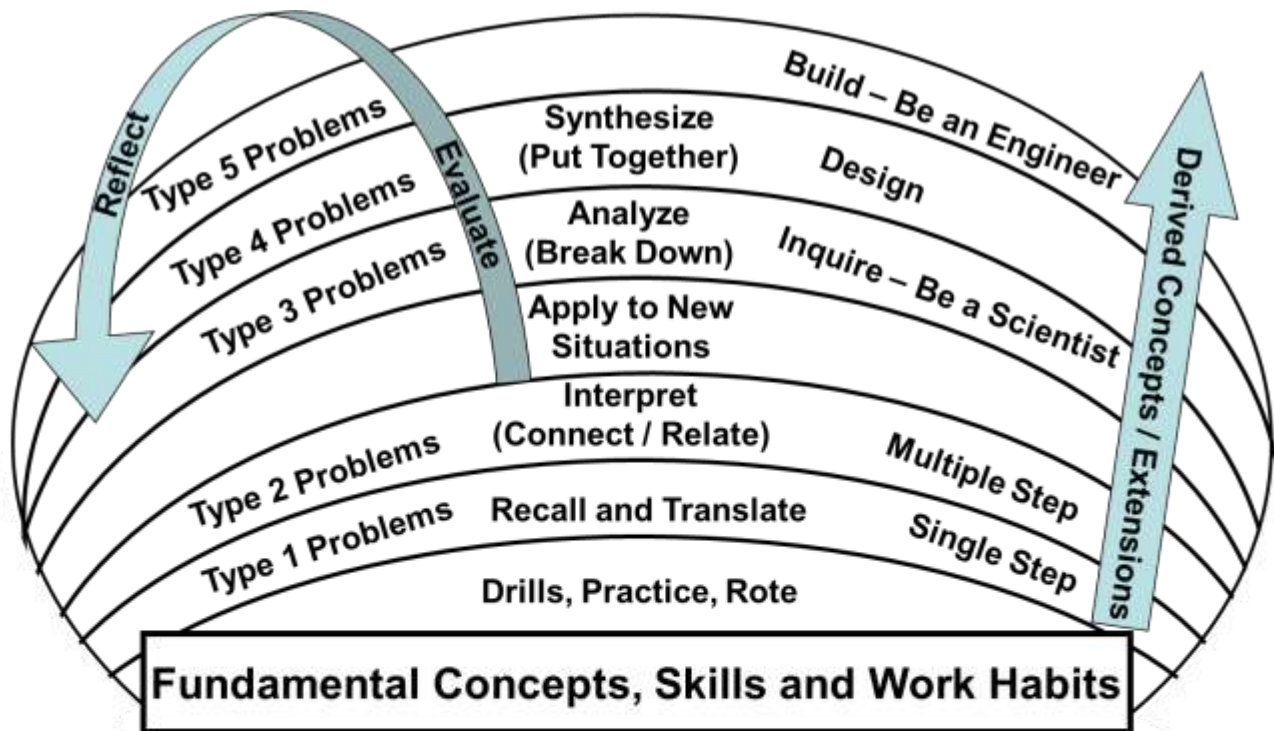 Build – Be an Engineer
Type 5 Problems
Synthesize
(Put Together)
Design
Type 4 Problems
Analyze
(Break Down)
Inquire – Be a Scientist
Type 3 Problems
Apply to New
Situations
Interpret
(Connect / Relate)
Multiple Step
Type 2 Problems
Recall and Translate
Single Step
Type 1 Problems
Drills, Practice, Rote
Fundamental Concepts, Skills and Work Habits
Reflect
Evaluate
Derived Concepts / Extensions